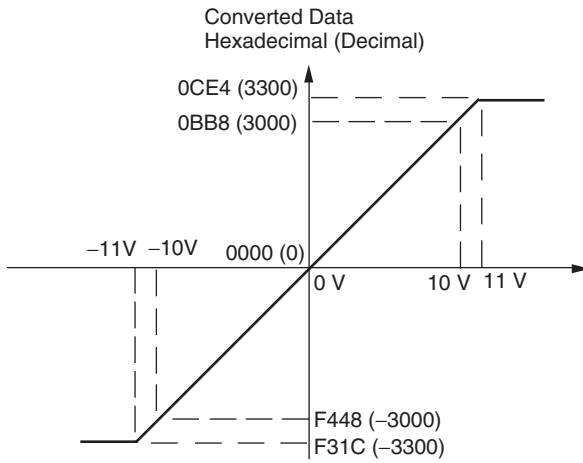 Converted Data
Hexadecimal (Decimal)
0CE4 (3300)
0BB8 (3000)
–11V –10V 0000 (0)
0 V 10 V 11 V
F448 (–3000)
F31C (–3300)